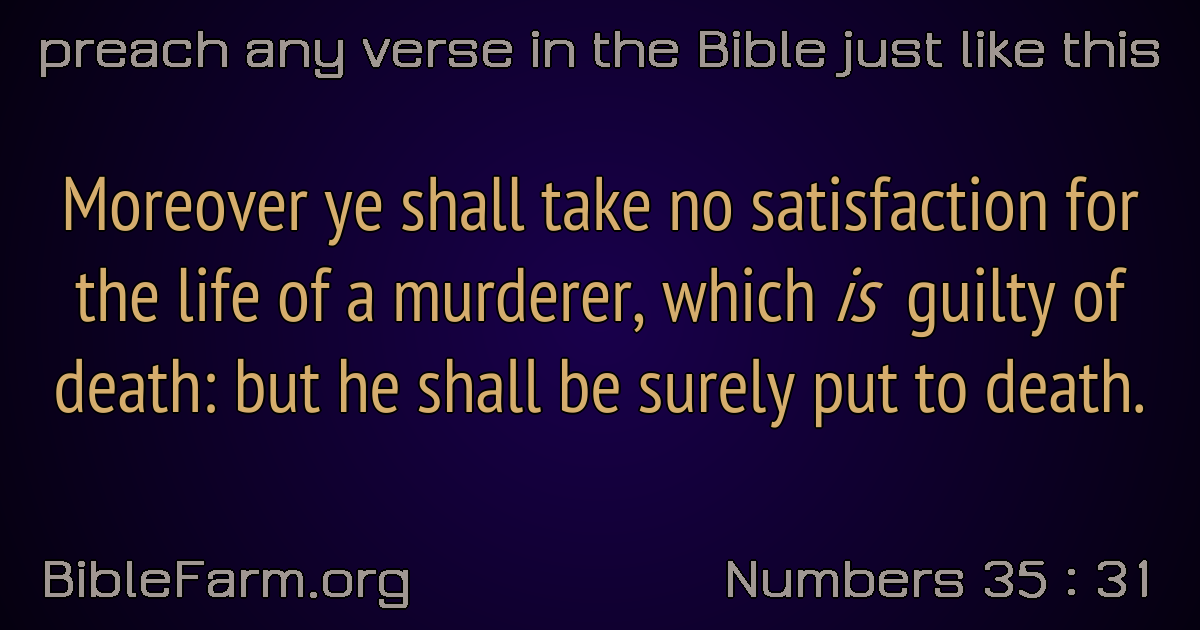 preach any verse in the Bible just like this
Moreover ye shall take no satisfaction for
the life of a murderer, which is guilty of
death: but he shall be surely put to death.
BibleFarm.org
Numbers 35 : 31